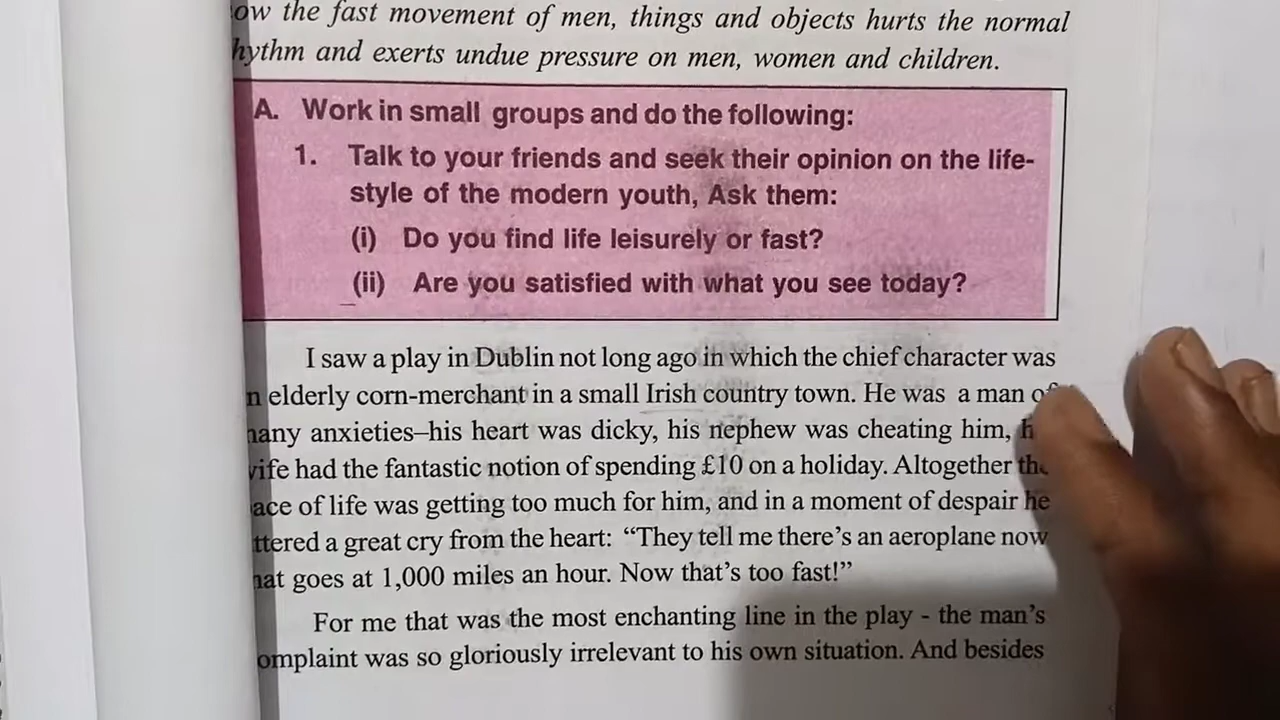 ow the fast movement of men, things and objects hurts the normal
hythm and exerts undue pressure on men, women and children.
A. Work in small groups and do the following:
1. Talk to your friends and seek their opinion on the life-
style of the modern youth, Ask them:
(i) Do you find life leisurely or fast?
(ii) Are you satisfied with what you see today?
I saw a play in Dublin not long ago in which the chief character was
n elderly corn-merchant in a small Irish country town. He was a man of
many anxieties–his heart was dicky, his nephew was cheating him, h
wife had the fantastic notion of spending £10 on a holiday. Altogether the
ace of life was getting too much for him, and in a moment of despair he
ttered a great cry from the heart: “They tell me there's an aeroplane now
hat goes at 1,000 miles an hour. Now that's too fast!”
For me that was the most enchanting line in the play - the man's
omplaint was so gloriously irrelevant to his own situation. And besides